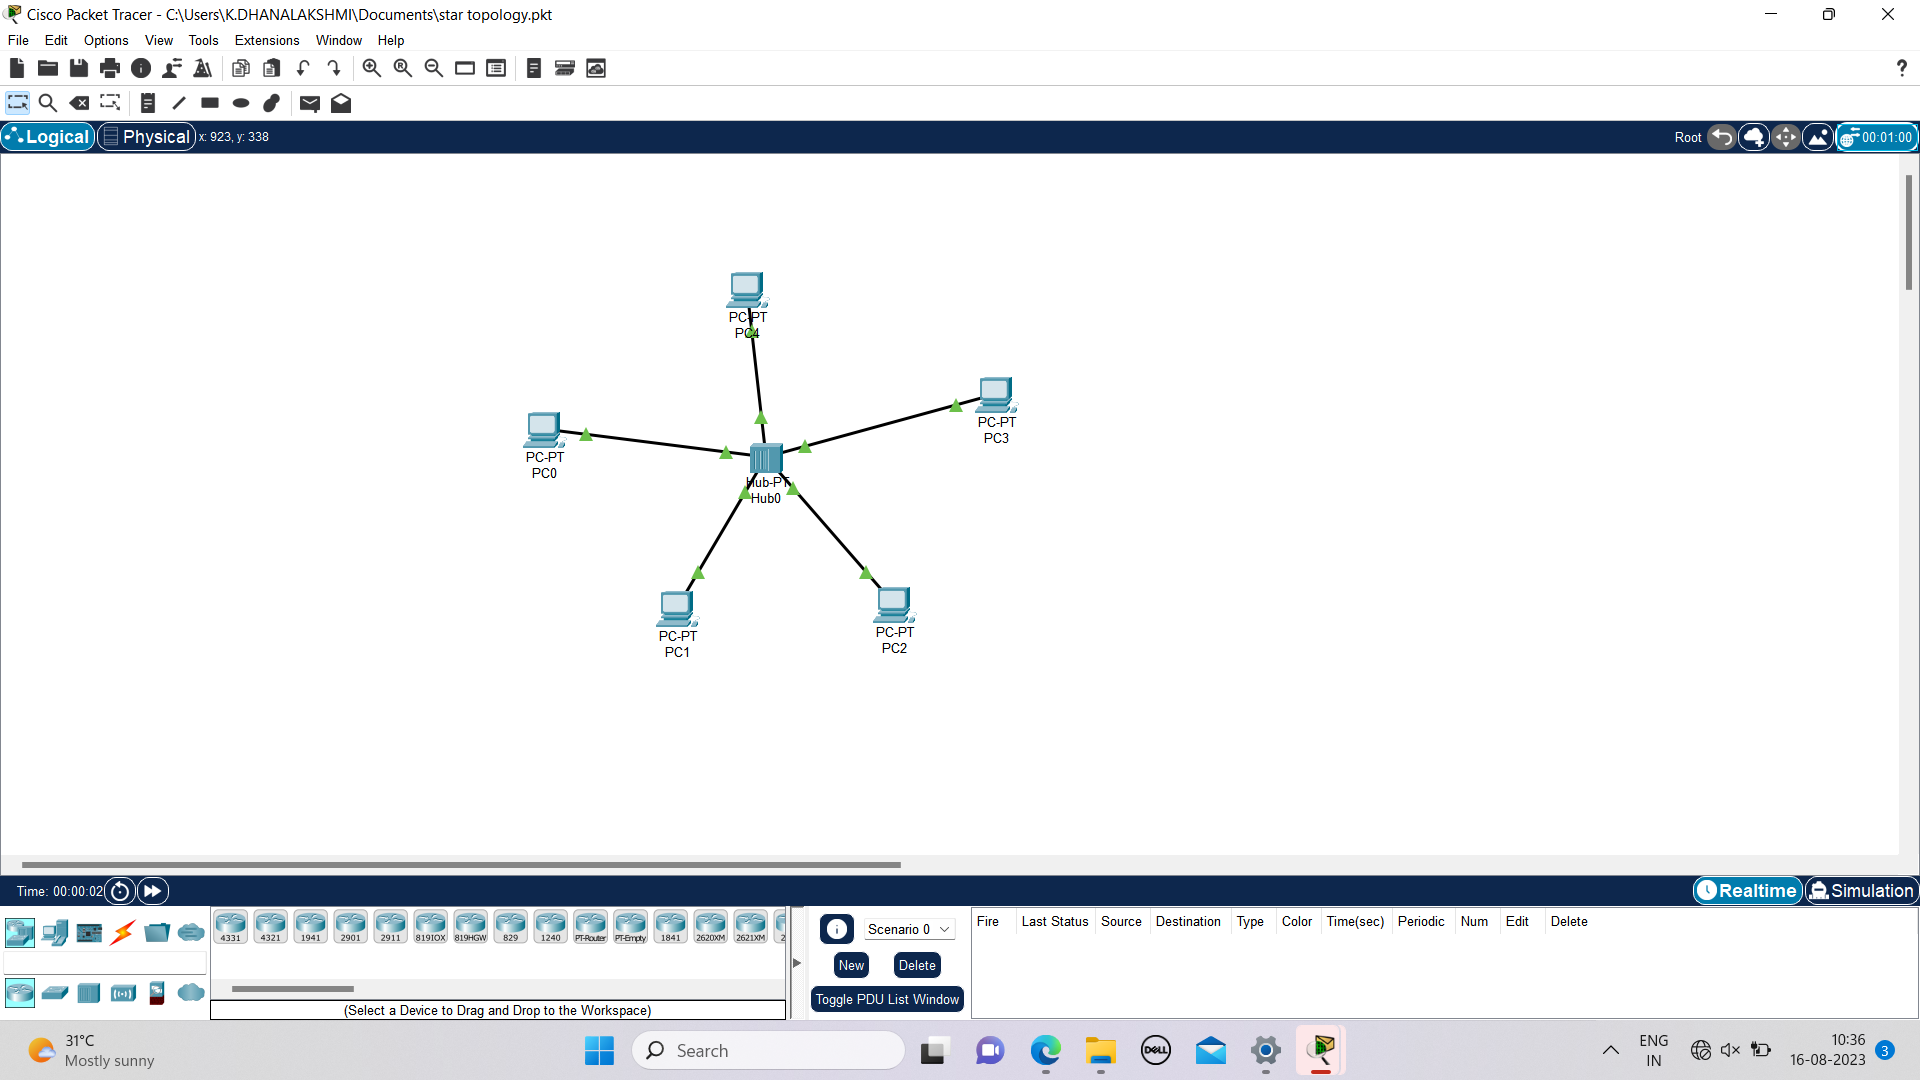 Cisco Packet Tracer - C:\Users\K.DHANALAKSHMI\Documents\star topology.pkt
File Edit Options View Tools Extensions Window Help
?
Logical Physical x: 923, y: 338 Root 00:01:00
PC-PT
PC4
PC-PT
PC3
PC-PT
PC0
Hub-PT
Hub0
PC-PT
PC1
PC-PT
PC2
Time: 00:00:02 Realtime Simulation
4331 4321 1941 2901 2911 819IOX 819HGW 829 1240 PT-Router PT-Empty 1841 2620XM 2621XM 2
(Select a Device to Drag and Drop to the Workspace)
Scenario 0
New Delete
Toggle PDU List Window
Fire Last Status Source Destination Type Color Time(sec) Periodic Num Edit Delete
31°C
Mostly sunny
Search
DELL
ENG
IN
10:36
16-08-2023
3